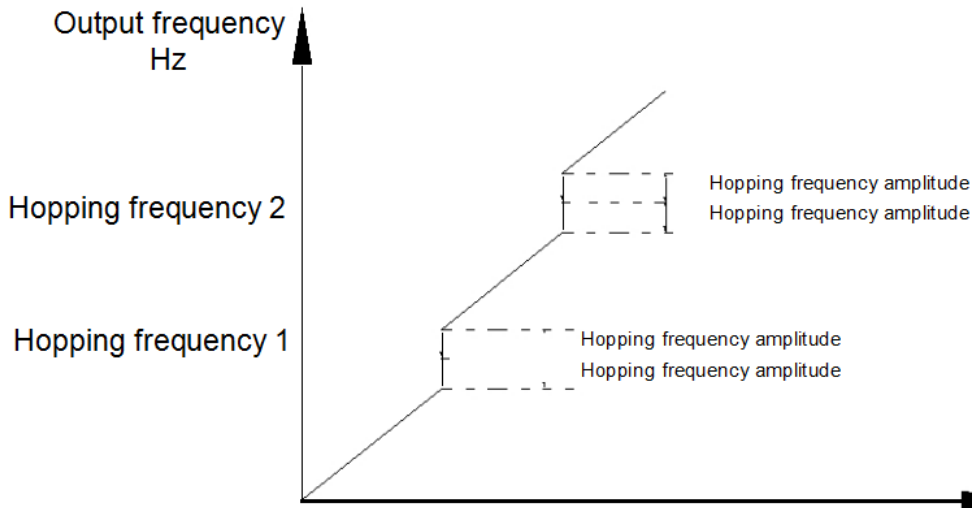 Output frequency
Hz
Hopping frequency amplitude
Hopping frequency 2
Hopping frequency amplitude
Hopping frequency 1
Hopping frequency amplitude
Hopping frequency amplitude